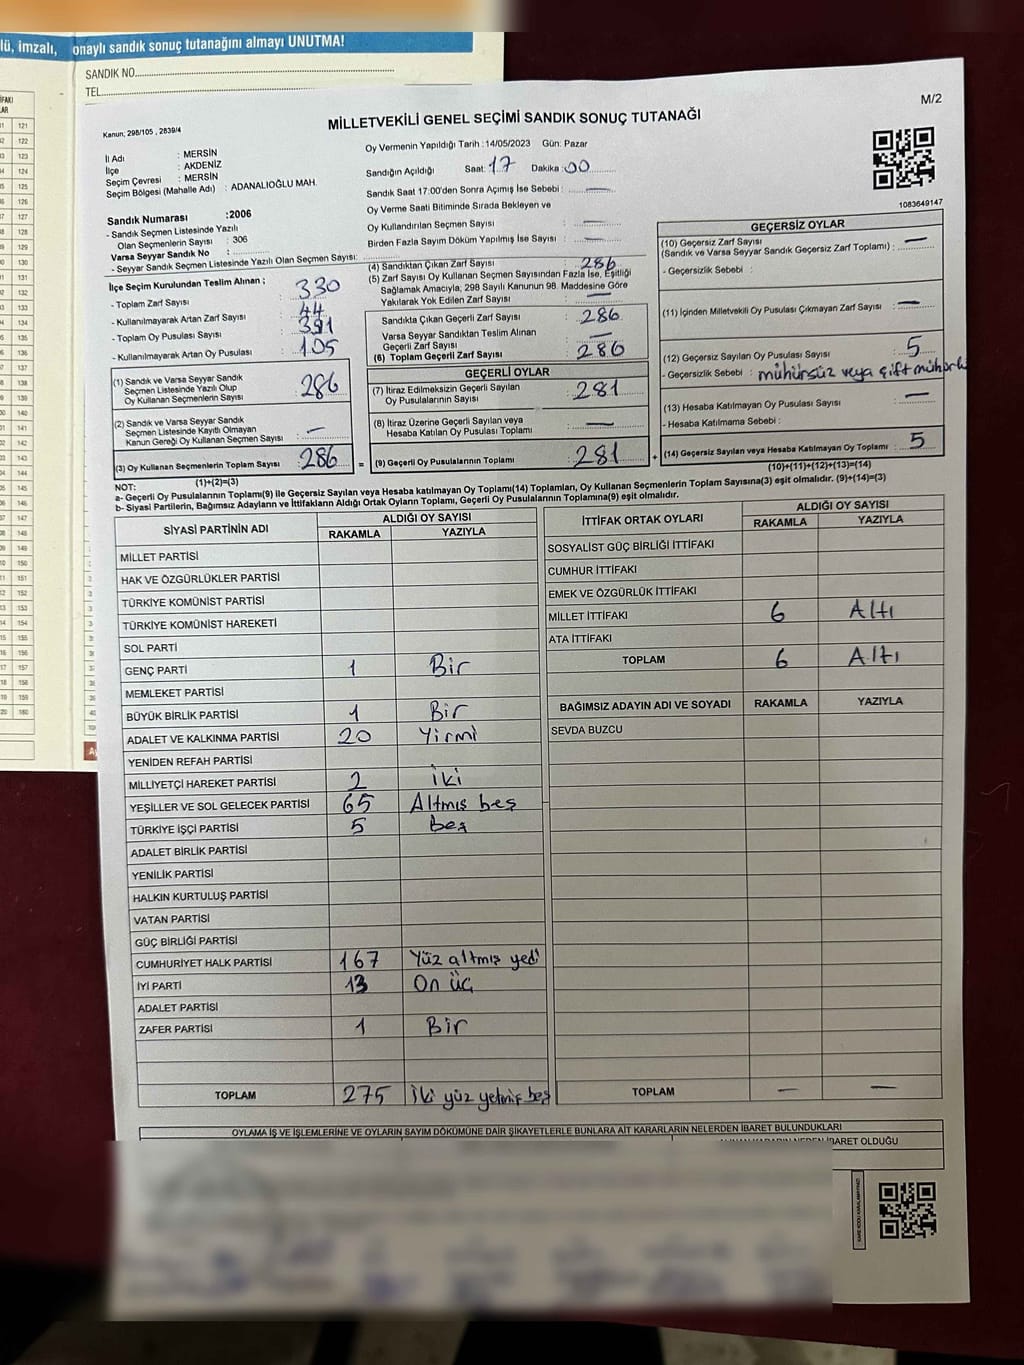 lü, imzalı, onaylı sandık sonuç tutanağını almayı UNUTMA!
SANDIK NO
TEL
M/2
Kanun; 298/105 , 2839/4
MİLLETVEKİLİ GENEL SEÇİMİ SANDIK SONUÇ TUTANAĞI
İl Adı : MERSİN
İlçe : AKDENİZ
Seçim Çevresi : MERSİN
Seçim Bölgesi (Mahalle Adı) : ADANALIOĞLU MAH.
Oy Vermenin Yapıldığı Tarih : 14/05/2023 Gün: Pazar
Sandığın Açıldığı Saat: 17 Dakika : 00
Sandık Saat 17:00'den Sonra Açımış İse Sebebi : —
Oy Verme Saati Bitiminde Sırada Bekleyen ve
Oy Kullandırılan Seçmen Sayısı : —
Birden Fazla Sayım Döküm Yapılmış İse Sayısı : —
1083649147
Sandık Numarası :2006
- Sandık Seçmen Listesinde Yazılı
Olan Seçmenlerin Sayısı : 306
Varsa Seyyar Sandık No :
- Seyyar Sandık Seçmen Listesinde Yazılı Olan Seçmen Sayısı:
İlçe Seçim Kurulundan Teslim Alınan ;
- Toplam Zarf Sayısı : 330
- Kullanılmayarak Artan Zarf Sayısı : 44
- Toplam Oy Pusulası Sayısı : 391
- Kullanılmayarak Artan Oy Pusulası : 105
(1) Sandık ve Varsa Seyyar Sandık
Seçmen Listesinde Yazılı Olup
Oy Kullanan Seçmenlerin Sayısı : 286
(2) Sandık ve Varsa Seyyar Sandık
Seçmen Listesinde Kayıtlı Olmayan
Kanun Gereği Oy Kullanan Seçmen Sayısı : —
(3) Oy Kullanan Seçmenlerin Toplam Sayısı : 286
(1)+(2)=(3)
(4) Sandıktan Çıkan Zarf Sayısı : 286
(5) Zarf Sayısı Oy Kullanan Seçmen Sayısından Fazla İse, Eşitliği
Sağlamak Amacıyla; 298 Sayılı Kanunun 98. Maddesine Göre
Yakılarak Yok Edilen Zarf Sayısı : —
Sandıkta Çıkan Geçerli Zarf Sayısı : 286
Varsa Seyyar Sandıktan Teslim Alınan
Geçerli Zarf Sayısı : —
(6) Toplam Geçerli Zarf Sayısı : 286
GEÇERLİ OYLAR
(7) İtiraz Edilmeksizin Geçerli Sayılan
Oy Pusulalarının Sayısı : 281
(8) İtiraz Üzerine Geçerli Sayılan veya
Hesaba Katılan Oy Pusulası Toplamı : —
= (9) Geçerli Oy Pusulalarının Toplamı : 281 +
GEÇERSİZ OYLAR
(10) Geçersiz Zarf Sayısı
(Sandık ve Varsa Seyyar Sandık Geçersiz Zarf Toplamı) : —
- Geçersizlik Sebebi :
(11) İçinden Milletvekili Oy Pusulası Çıkmayan Zarf Sayısı : —
(12) Geçersiz Sayılan Oy Pusulası Sayısı : 5
- Geçersizlik Sebebi : mühürsüz veya çift mühürlü
(13) Hesaba Katılmayan Oy Pusulası Sayısı : —
- Hesaba Katılmama Sebebi :
(14) Geçersiz Sayılan veya Hesaba Katılmayan Oy Toplamı : 5
(10)+(11)+(12)+(13)=(14)
NOT:
a- Geçerli Oy Pusulalarının Toplamı(9) ile Geçersiz Sayılan veya Hesaba katılmayan Oy Toplamı(14) Toplamları, Oy Kullanan Seçmenlerin Toplam Sayısına(3) eşit olmalıdır. (9)+(14)=(3)
b- Siyasi Partilerin, Bağımsız Adayların ve İttifakların Aldığı Ortak Oyların Toplamı, Geçerli Oy Pusulalarının Toplamına(9) eşit olmalıdır.
SİYASİ PARTİNİN ADI ALDIĞI OY SAYISI
RAKAMLA YAZIYLA
MİLLET PARTİSİ
HAK VE ÖZGÜRLÜKLER PARTİSİ
TÜRKİYE KOMÜNİST PARTİSİ
TÜRKİYE KOMÜNİST HAREKETİ
SOL PARTİ
GENÇ PARTİ 1 Bir
MEMLEKET PARTİSİ
BÜYÜK BİRLİK PARTİSİ 1 Bir
ADALET VE KALKINMA PARTİSİ 20 Yirmi
YENİDEN REFAH PARTİSİ
MİLLİYETÇİ HAREKET PARTİSİ 2 İki
YEŞİLLER VE SOL GELECEK PARTİSİ 65 Altmış beş
TÜRKİYE İŞÇİ PARTİSİ 5 beş
ADALET BİRLİK PARTİSİ
YENİLİK PARTİSİ
HALKIN KURTULUŞ PARTİSİ
VATAN PARTİSİ
GÜÇ BİRLİĞİ PARTİSİ
CUMHURİYET HALK PARTİSİ 167 Yüz altmış yedi
İYİ PARTİ 13 On üç
ADALET PARTİSİ
ZAFER PARTİSİ 1 Bir
TOPLAM 275 İki yüz yetmiş beş
İTTİFAK ORTAK OYLARI ALDIĞI OY SAYISI
RAKAMLA YAZIYLA
SOSYALİST GÜÇ BİRLİĞİ İTTİFAKI
CUMHUR İTTİFAKI
EMEK VE ÖZGÜRLÜK İTTİFAKI
MİLLET İTTİFAKI 6 Altı
ATA İTTİFAKI
TOPLAM 6 Altı
BAĞIMSIZ ADAYIN ADI VE SOYADI RAKAMLA YAZIYLA
SEVDA BUZCU
TOPLAM — —
OYLAMA İŞ VE İŞLEMLERİNE VE OYLARIN SAYIM DÖKÜMÜNE DAİR ŞİKAYETLERLE BUNLARA AİT KARARLARIN NELERDEN İBARET BULUNDUKLARI
İBARET OLDUĞU